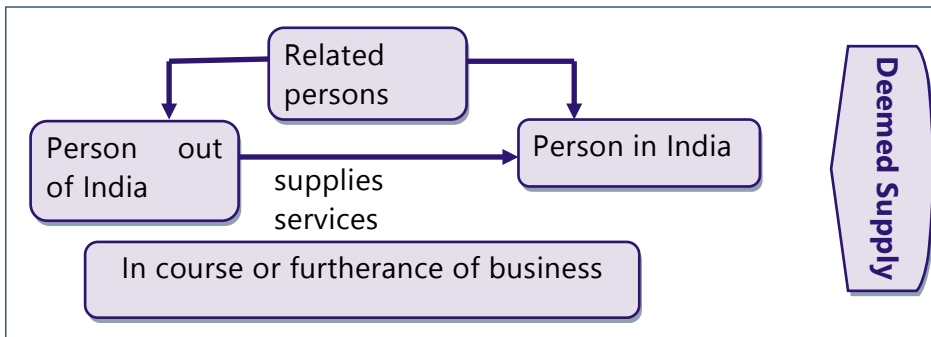 Related
persons
Person out
of India
supplies
services
Person in India
In course or furtherance of business
Deemed Supply